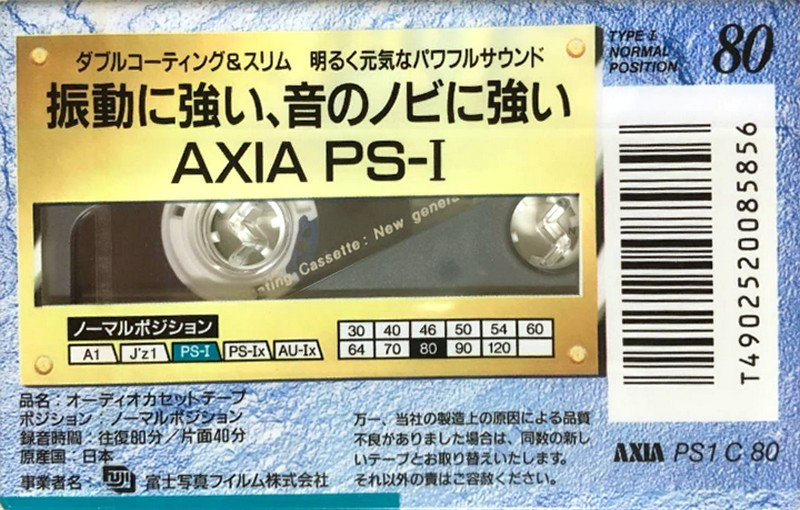 ダブルコーティング&スリム 明るく元気なパワフルサウンド
振動に強い、音のノビに強い
AXIA PS-I
ating Cassette: New genera
ノーマルポジション
A1 J'z1 PS-I PS-Ix AU-Ix
30 40 46 50 54 60
64 70 80 90 120
TYPE I
NORMAL
POSITION
80
T4902520085856
AXIA PS1 C 80
品名:オーディオカセットテープ
ポジション:ノーマルポジション
録音時間:往復80分/片面40分
原産国:日本
事業者名: FUJI 富士写真フイルム株式会社
万一、当社の製造上の原因による品質
不良がありました場合は、同数の新し
いテープとお取り替えいたします。
それ以外の責はご容赦ください。